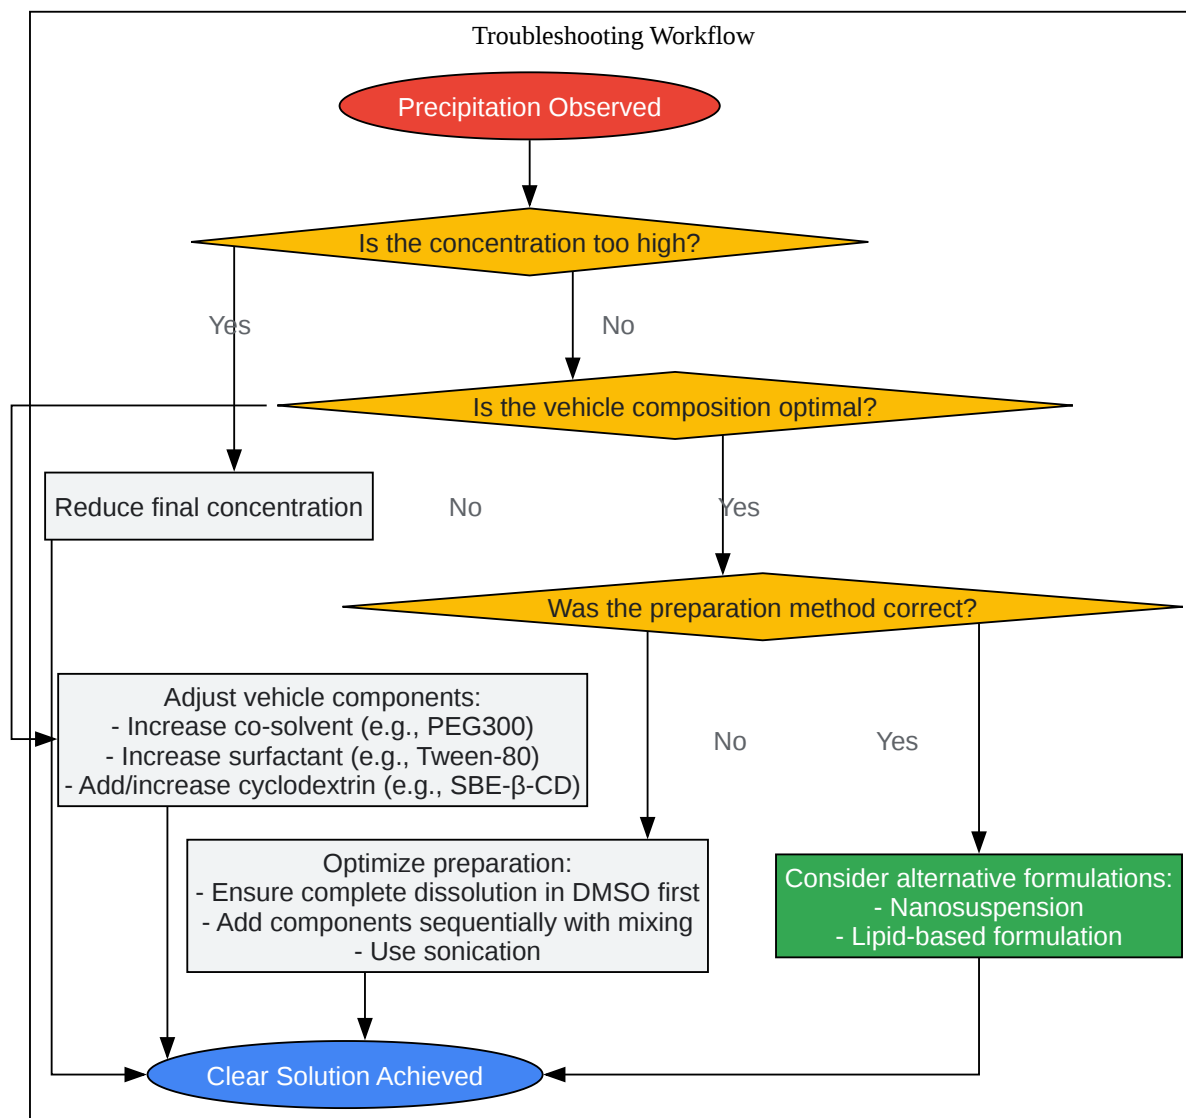 Troubleshooting Workflow
Precipitation Observed
Is the concentration too high?
Yes
No
Is the vehicle composition optimal?
Reduce final concentration
No
Yes
Was the preparation method correct?
Adjust vehicle components:
- Increase co-solvent (e.g., PEG300)
- Increase surfactant (e.g., Tween-80)
- Add/increase cyclodextrin (e.g., SBE-β-CD)
No
Yes
Optimize preparation:
- Ensure complete dissolution in DMSO first
- Add components sequentially with mixing
- Use sonication
Consider alternative formulations:
- Nanosuspension
- Lipid-based formulation
Clear Solution Achieved